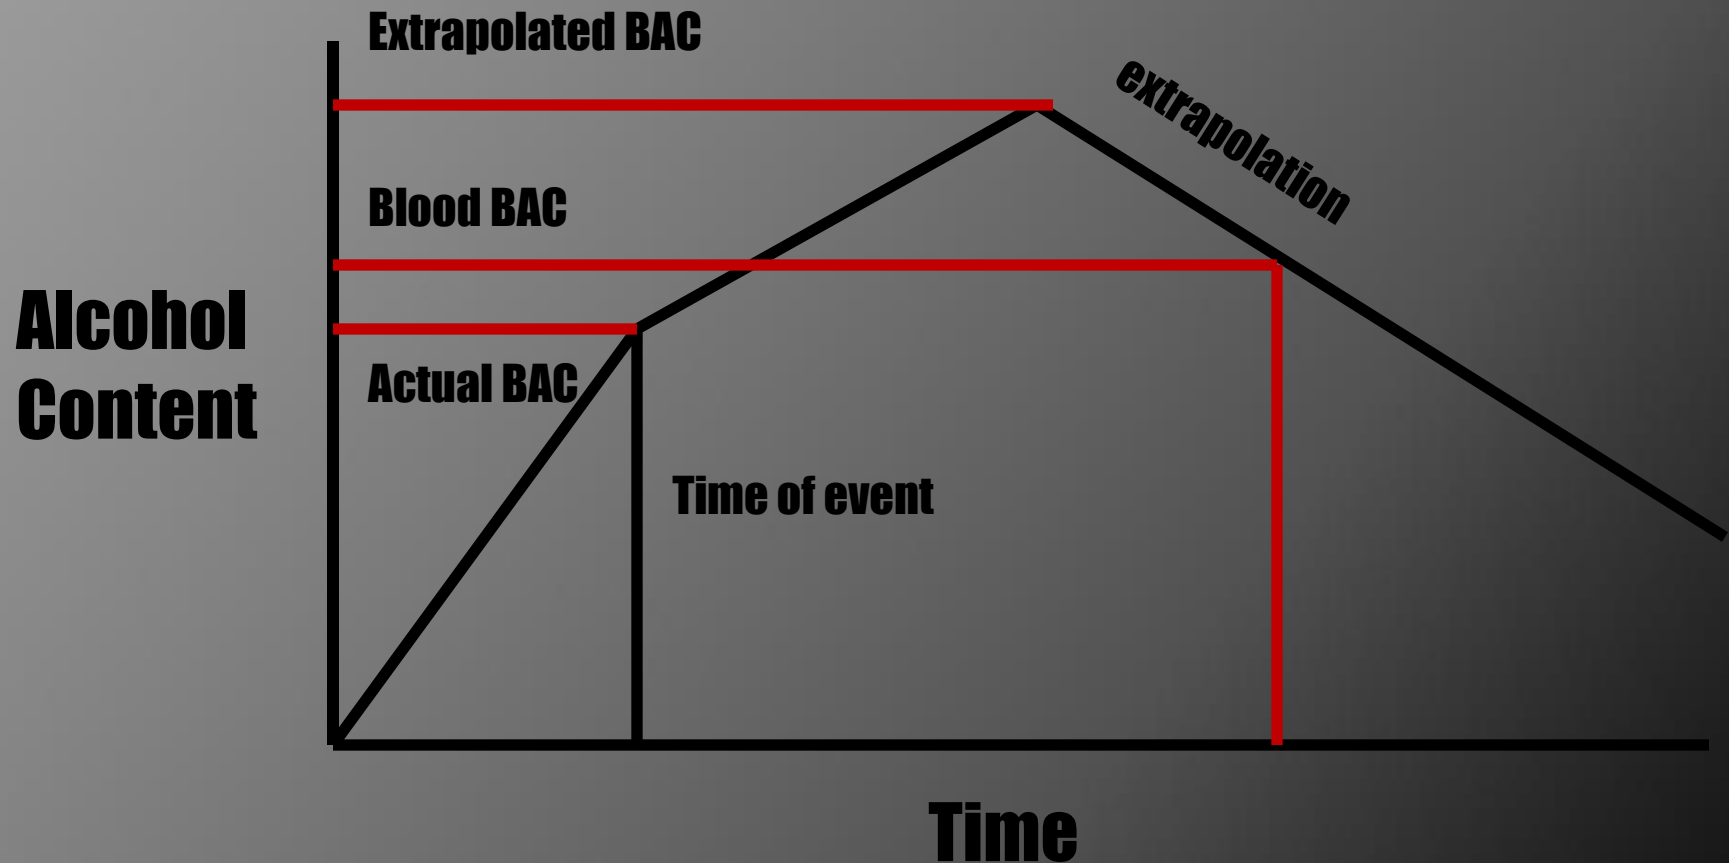 Extrapolated BAC
extrapolation
Blood BAC
Alcohol
Content
Actual BAC
Time of event
Time